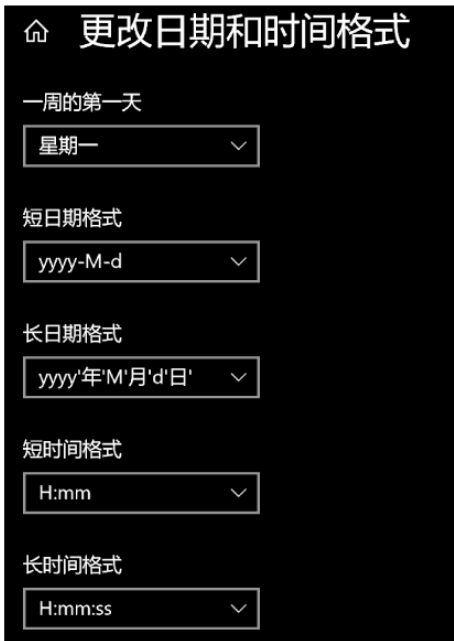 更改日期和时间格式
一周的第一天
星期一
短日期格式
yyyy-M-d
长日期格式
yyyy'年'M'月'd'日'
短时间格式
H:mm
长时间格式
H:mm:ss